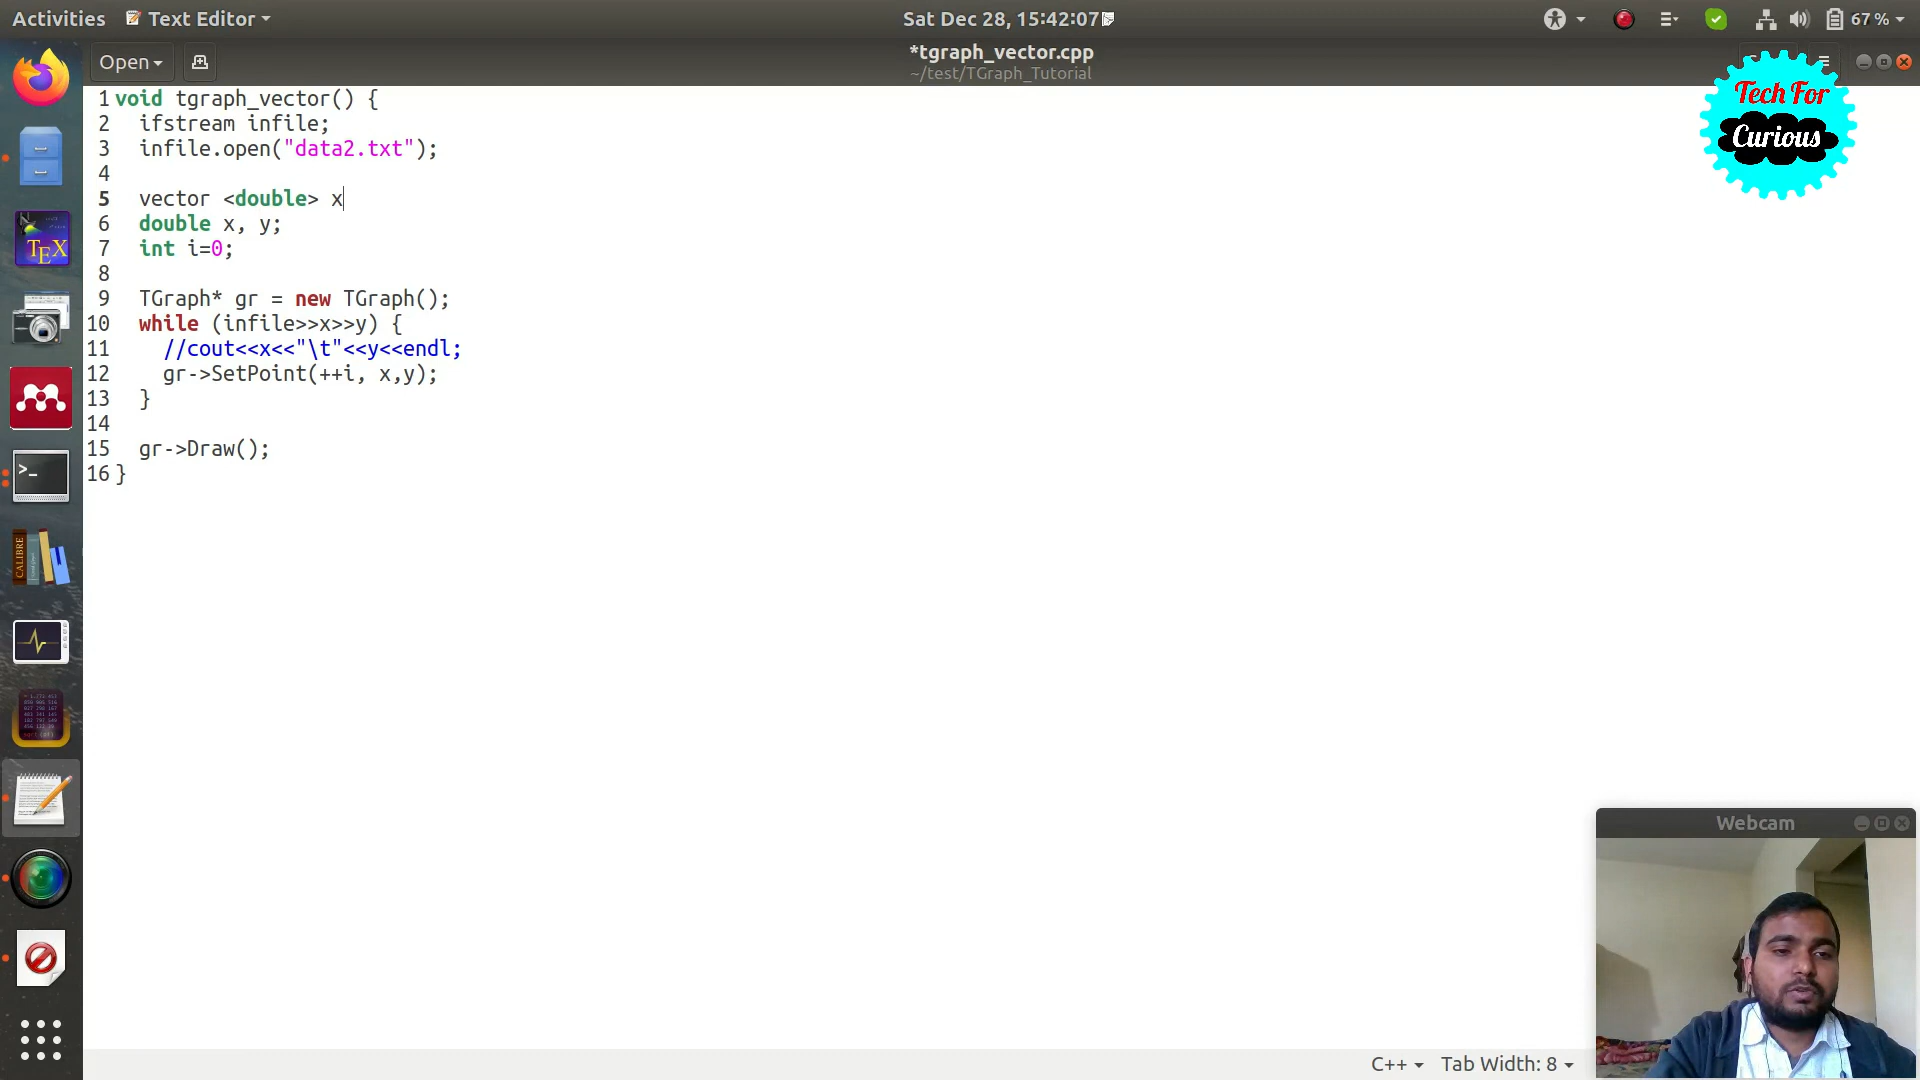 Activities Text Editor Sat Dec 28, 15:42:07 67 %
Open *tgraph_vector.cpp
~/test/TGraph_Tutorial
Tech For
Curious
1 void tgraph_vector() {
2 ifstream infile;
3 infile.open("data2.txt");
4
5 vector <double> x
6 double x, y;
7 int i=0;
8
9 TGraph* gr = new TGraph();
10 while (infile>>x>>y) {
11 //cout<<x<<"\t"<<y<<endl;
12 gr->SetPoint(++i, x,y);
13 }
14
15 gr->Draw();
16 }
TEX
CALIBRE
Webcam
C++ Tab Width: 8